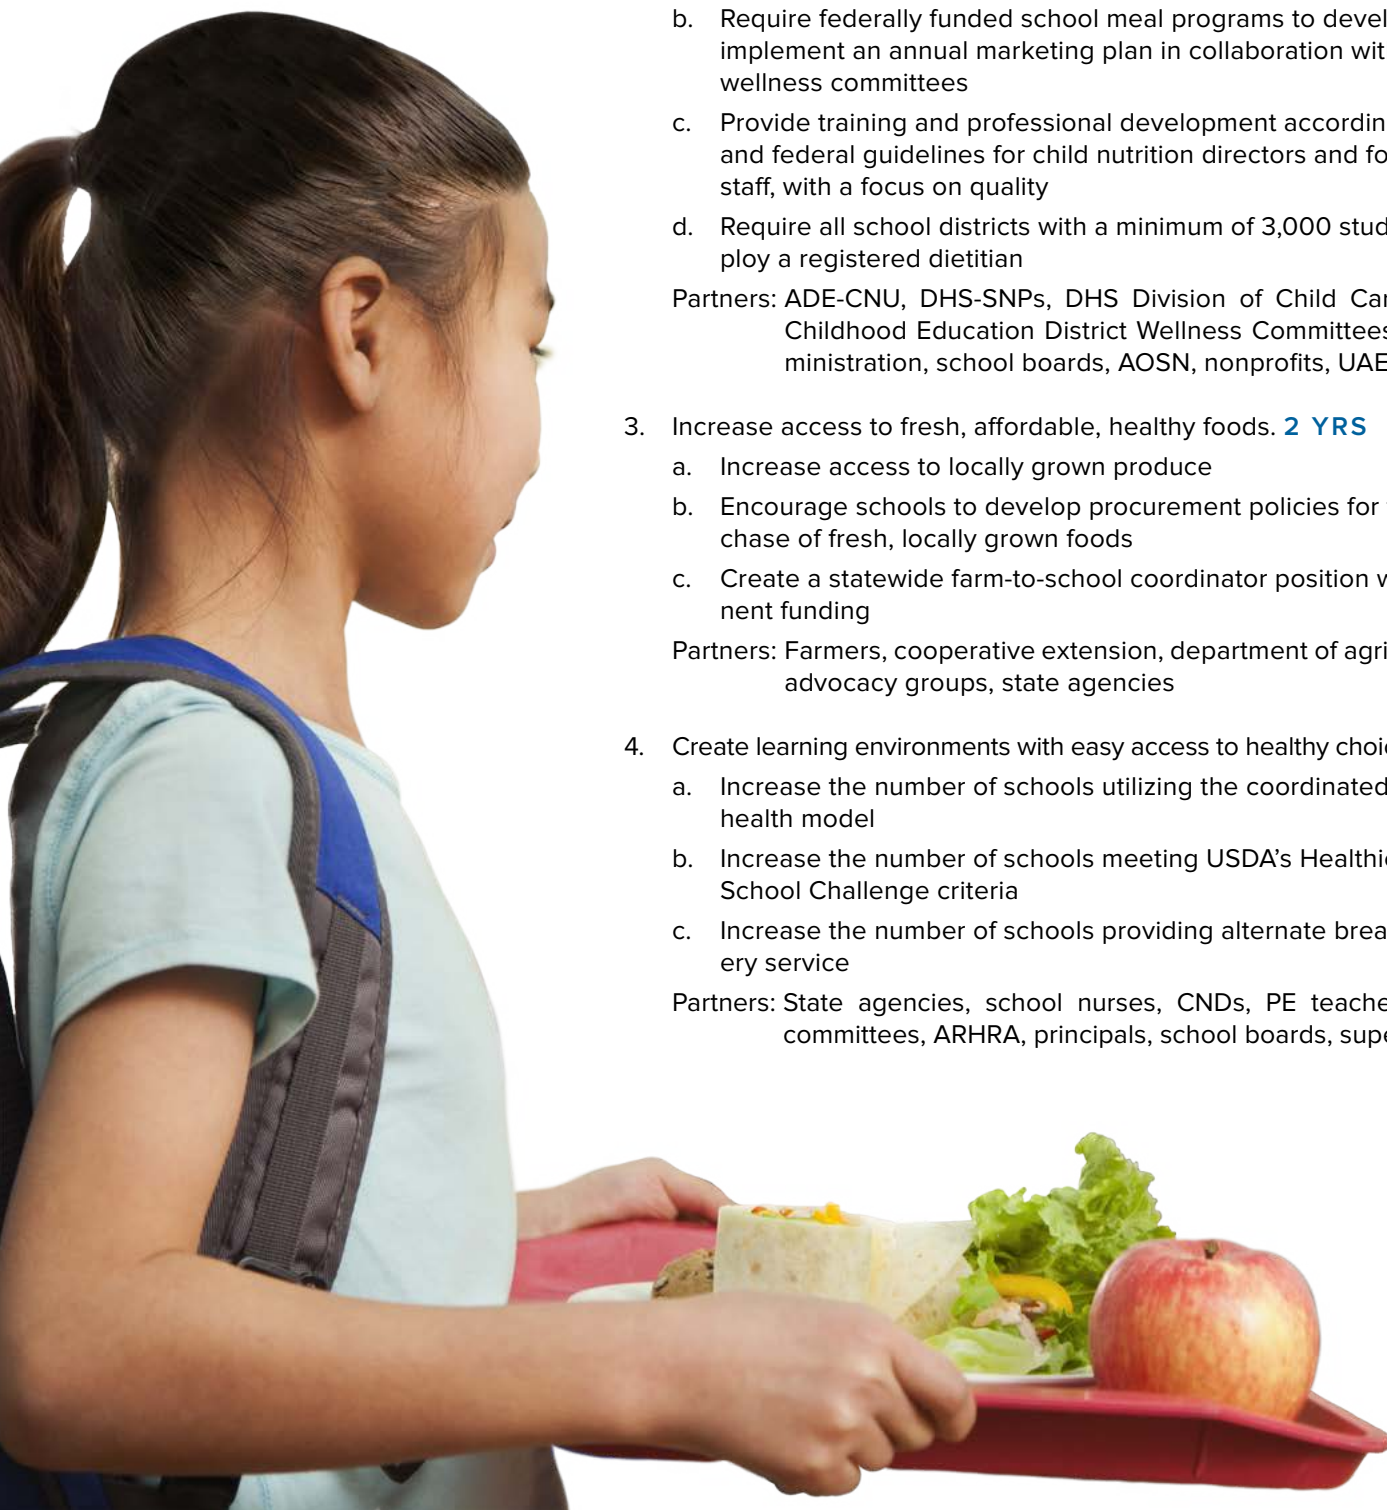 b. Require federally funded school meal programs to devel
implement an annual marketing plan in collaboration wit
wellness committees
c. Provide training and professional development accordin
and federal guidelines for child nutrition directors and fo
staff, with a focus on quality
d. Require all school districts with a minimum of 3,000 stud
ploy a registered dietitian
Partners: ADE-CNU, DHS-SNPs, DHS Division of Child Car
Childhood Education District Wellness Committees
ministration, school boards, AOSN, nonprofits, UAE
3. Increase access to fresh, affordable, healthy foods. 2 YRS
a. Increase access to locally grown produce
b. Encourage schools to develop procurement policies for
chase of fresh, locally grown foods
c. Create a statewide farm-to-school coordinator position w
nent funding
Partners: Farmers, cooperative extension, department of agri
advocacy groups, state agencies
4. Create learning environments with easy access to healthy choic
a. Increase the number of schools utilizing the coordinated
health model
b. Increase the number of schools meeting USDA’s Healthie
School Challenge criteria
c. Increase the number of schools providing alternate brea
ery service
Partners: State agencies, school nurses, CNDs, PE teache
committees, ARHRA, principals, school boards, supe